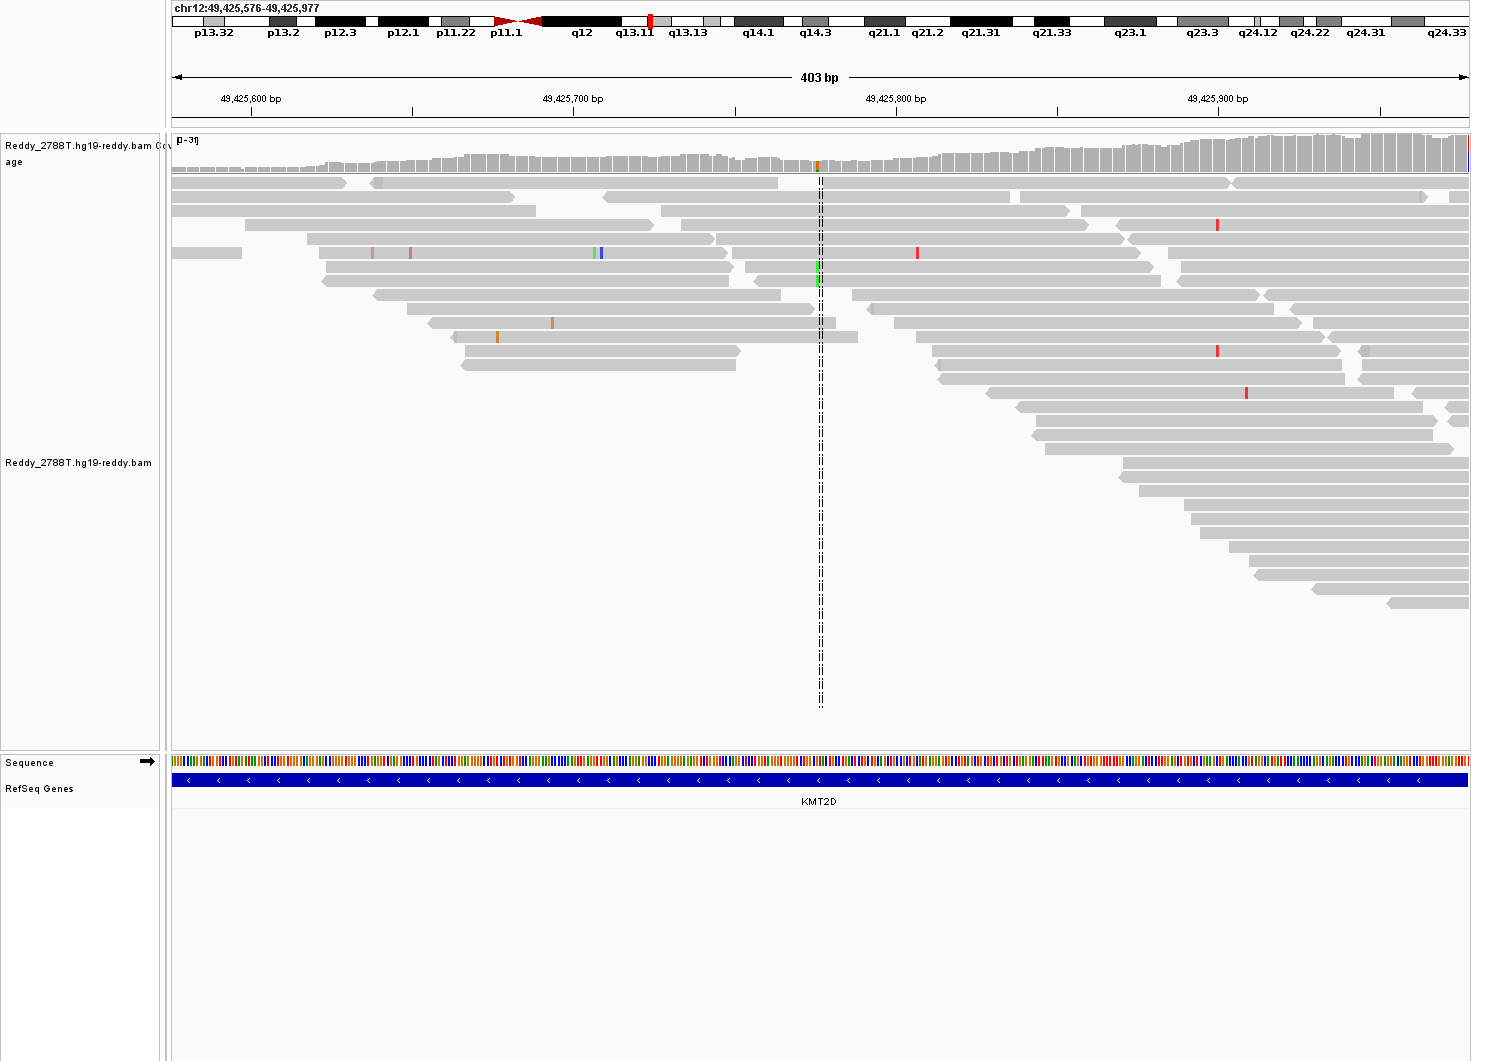 chr12:49,425,576-49,425,977
p13.32 p13.2 p12.3 p12.1 p11.22 p11.1 q12 q13.11 q13.13 q14.1 q14.3 q21.1 q21.2 q21.31 q21.33 q23.1 q23.3 q24.12 q24.22 q24.31 q24.33
403 bp
49,425,600 bp 49,425,700 bp 49,425,800 bp 49,425,900 bp
[0-31]
Reddy_2788T.hg19-reddy.bam Cov
age
Reddy_2788T.hg19-reddy.bam
Sequence
RefSeq Genes
KMT2D